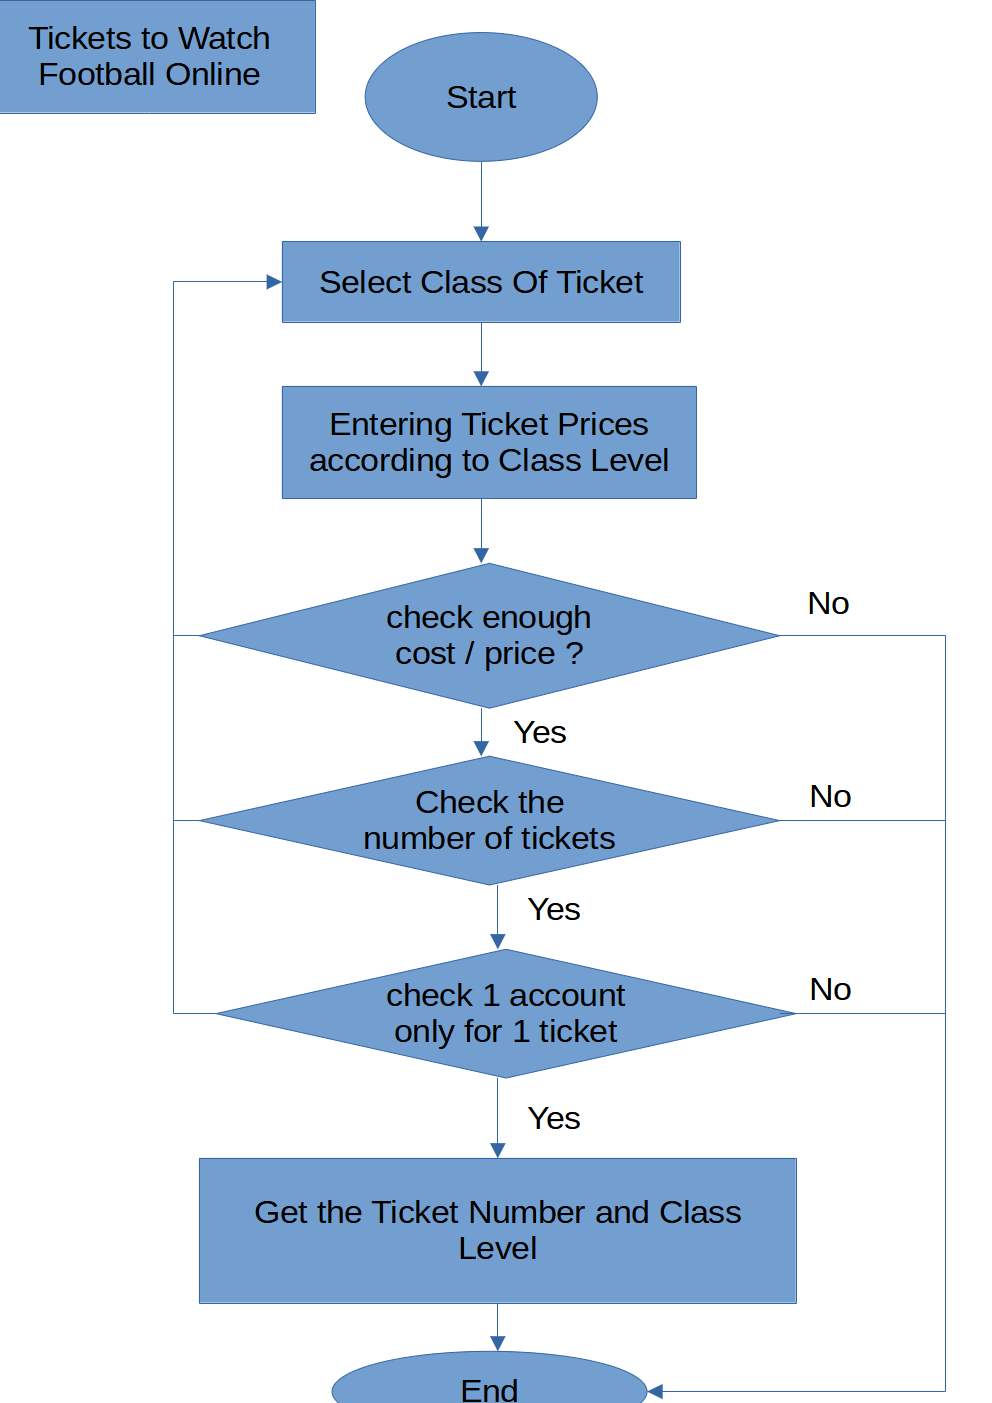 Tickets to Watch
Football Online
Start
Select Class Of Ticket
Entering Ticket Prices
according to Class Level
check enough
cost / price ?
No
Yes
Check the
number of tickets
No
Yes
check 1 account
only for 1 ticket
No
Yes
Get the Ticket Number and Class
Level
End